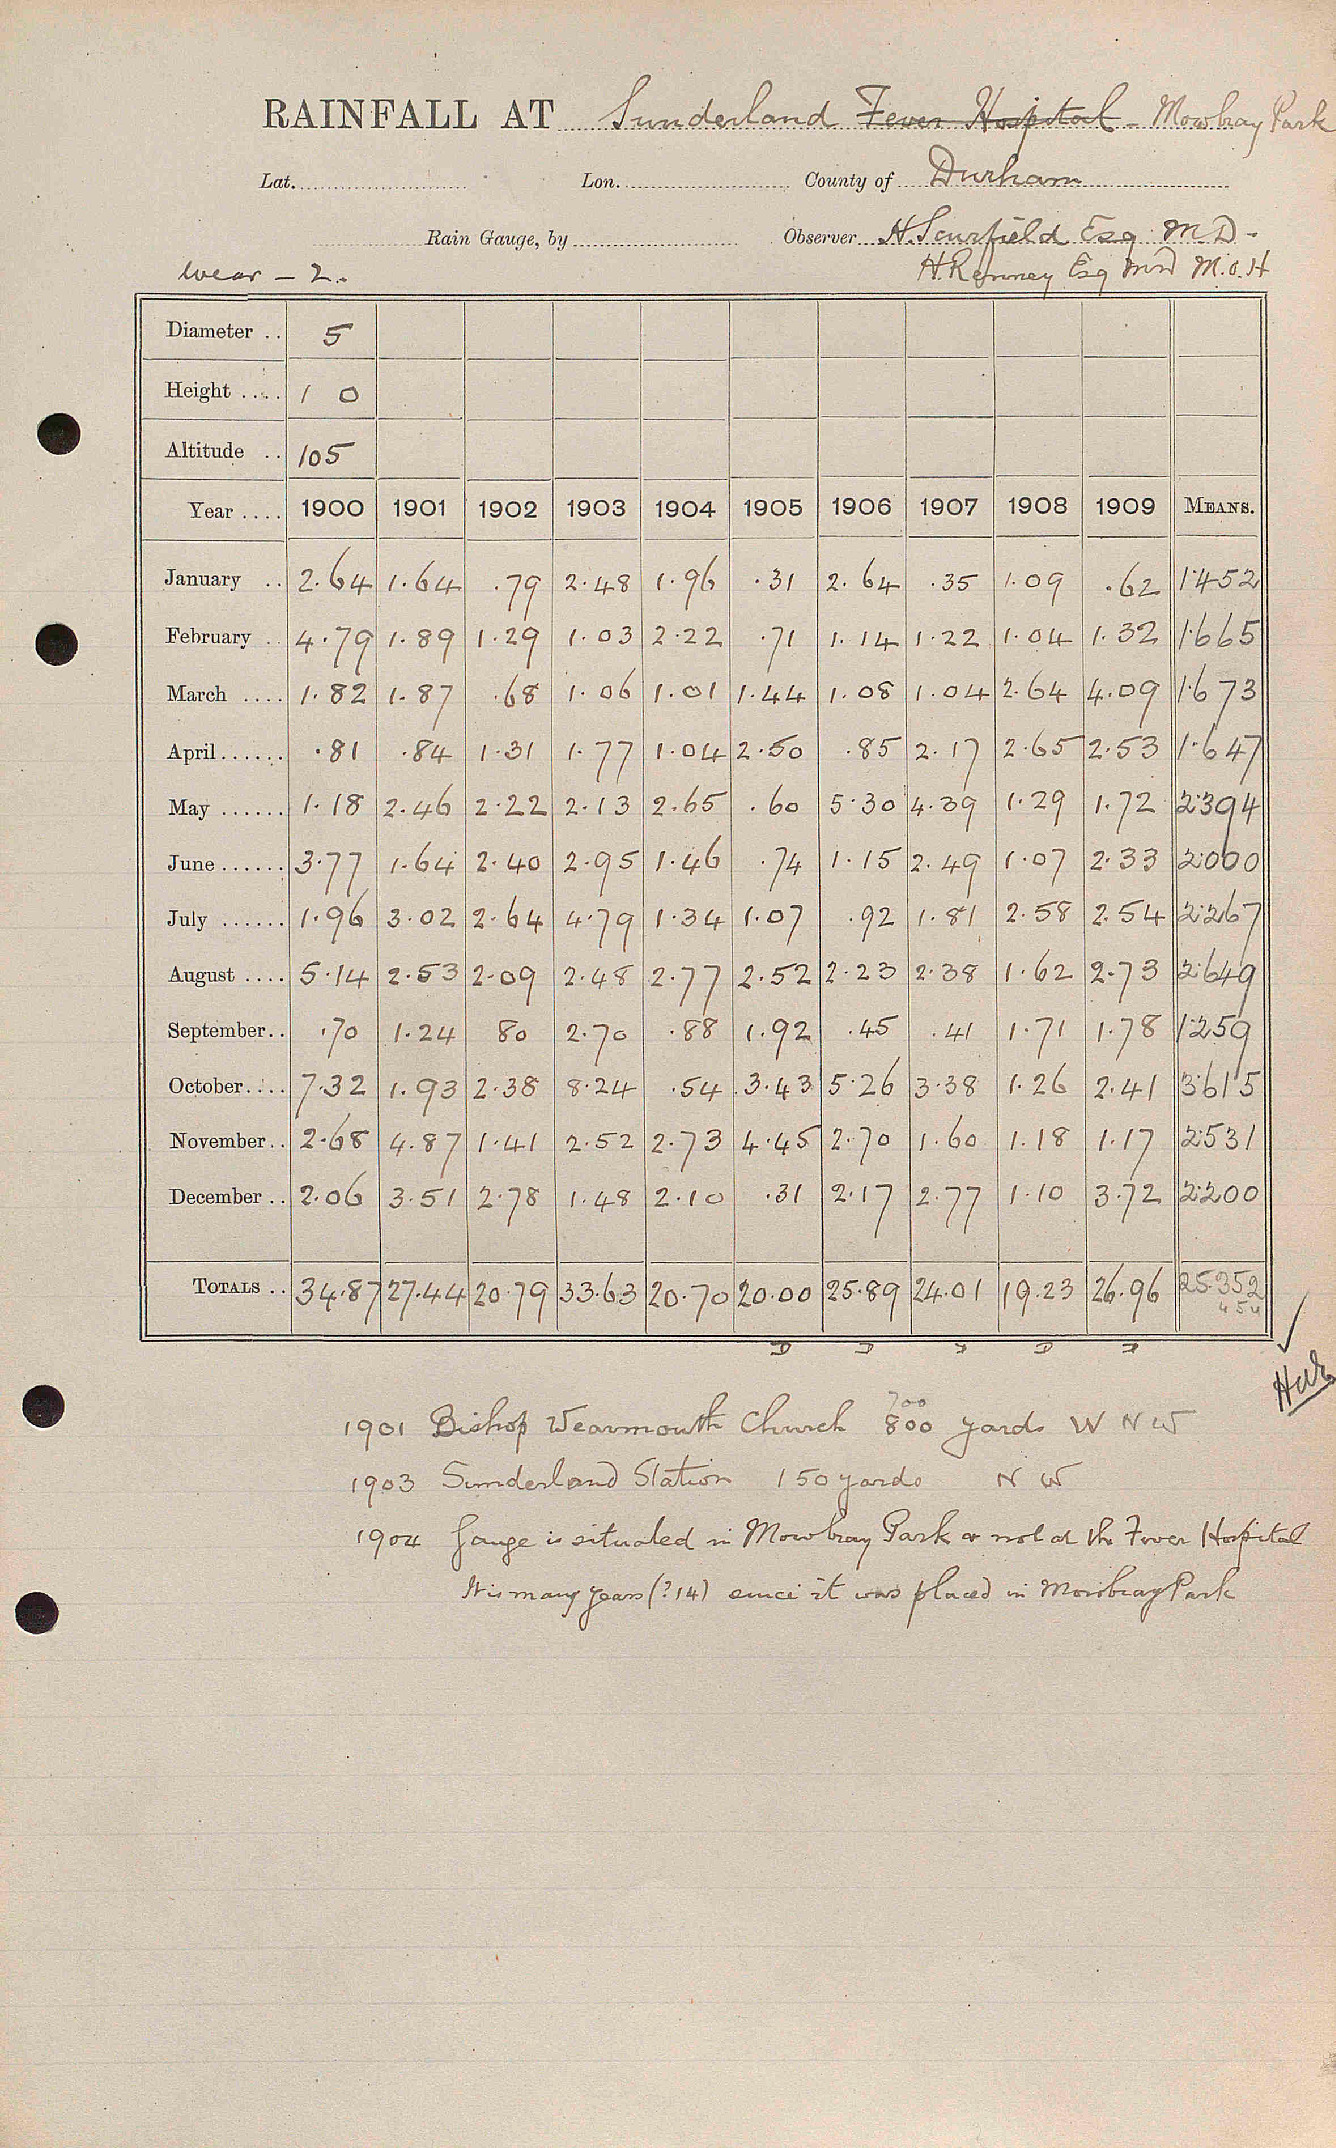 RAINFALL AT Sunderland Fever Hospital - Mowbray Park
Lat. Lon. County of Durham
Rain Gauge, by Observer H. Scurfield Esq MD -
Wear - 2. H. Renney Esq MD M.O.H
Diameter .. 5
Height .... 1 0
Altitude .. 105
Year .... 1900 1901 1902 1903 1904 1905 1906 1907 1908 1909 MEANS.
January .. 2.64 1.64 .79 2.48 1.96 .31 2.64 .35 1.09 .62 1.452
February .. 4.79 1.89 1.29 1.03 2.22 .71 1.14 1.22 1.04 1.32 1.665
March .... 1.82 1.87 .68 1.06 1.01 1.44 1.08 1.04 2.64 4.09 1.673
April...... .81 .84 1.31 1.77 1.04 2.50 .85 2.17 2.65 2.53 1.647
May ...... 1.18 2.46 2.22 2.13 2.65 .60 5.30 4.39 1.29 1.72 2.394
June...... 3.77 1.64 2.40 2.95 1.46 .74 1.15 2.49 1.07 2.33 2.000
July ...... 1.96 3.02 2.64 4.79 1.34 1.07 .92 1.81 2.58 2.54 2.267
August .... 5.14 2.53 2.09 2.48 2.77 2.52 2.23 2.38 1.62 2.73 2.649
September.. .70 1.24 80 2.70 .88 1.92 .45 .41 1.71 1.78 1.259
October.... 7.32 1.93 2.38 8.24 .54 3.43 5.26 3.38 1.26 2.41 3.615
November.. 2.68 4.87 1.41 2.52 2.73 4.45 2.70 1.60 1.18 1.17 2.531
December .. 2.06 3.51 2.78 1.48 2.10 .31 2.17 2.77 1.10 3.72 2.200
TOTALS .. 34.87 27.44 20.79 33.63 20.70 20.00 25.89 24.01 19.23 26.96 25.352
D D D D D
700
1901 Bishop Wearmouth Church 800 yards W N W
1903 Sunderland Station 150 yards N W
1904 Gauge is situated in Mowbray Park & not at the Fever Hospital
It is many years (? 14) since it was placed in Mowbray Park